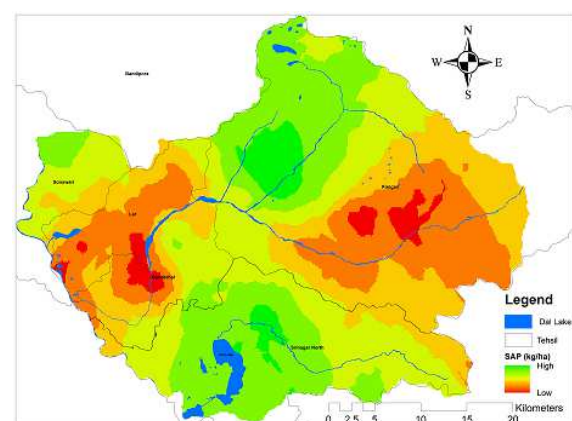 N
W E
S
Bandipora
Sonawari
Lar
Kangan
Ganderbal
Srinagar North
Legend
Dal Lake
Tehsil
SAP (kg/ha)
High
Low
Kilometers
0 2.5 5 10 15 20